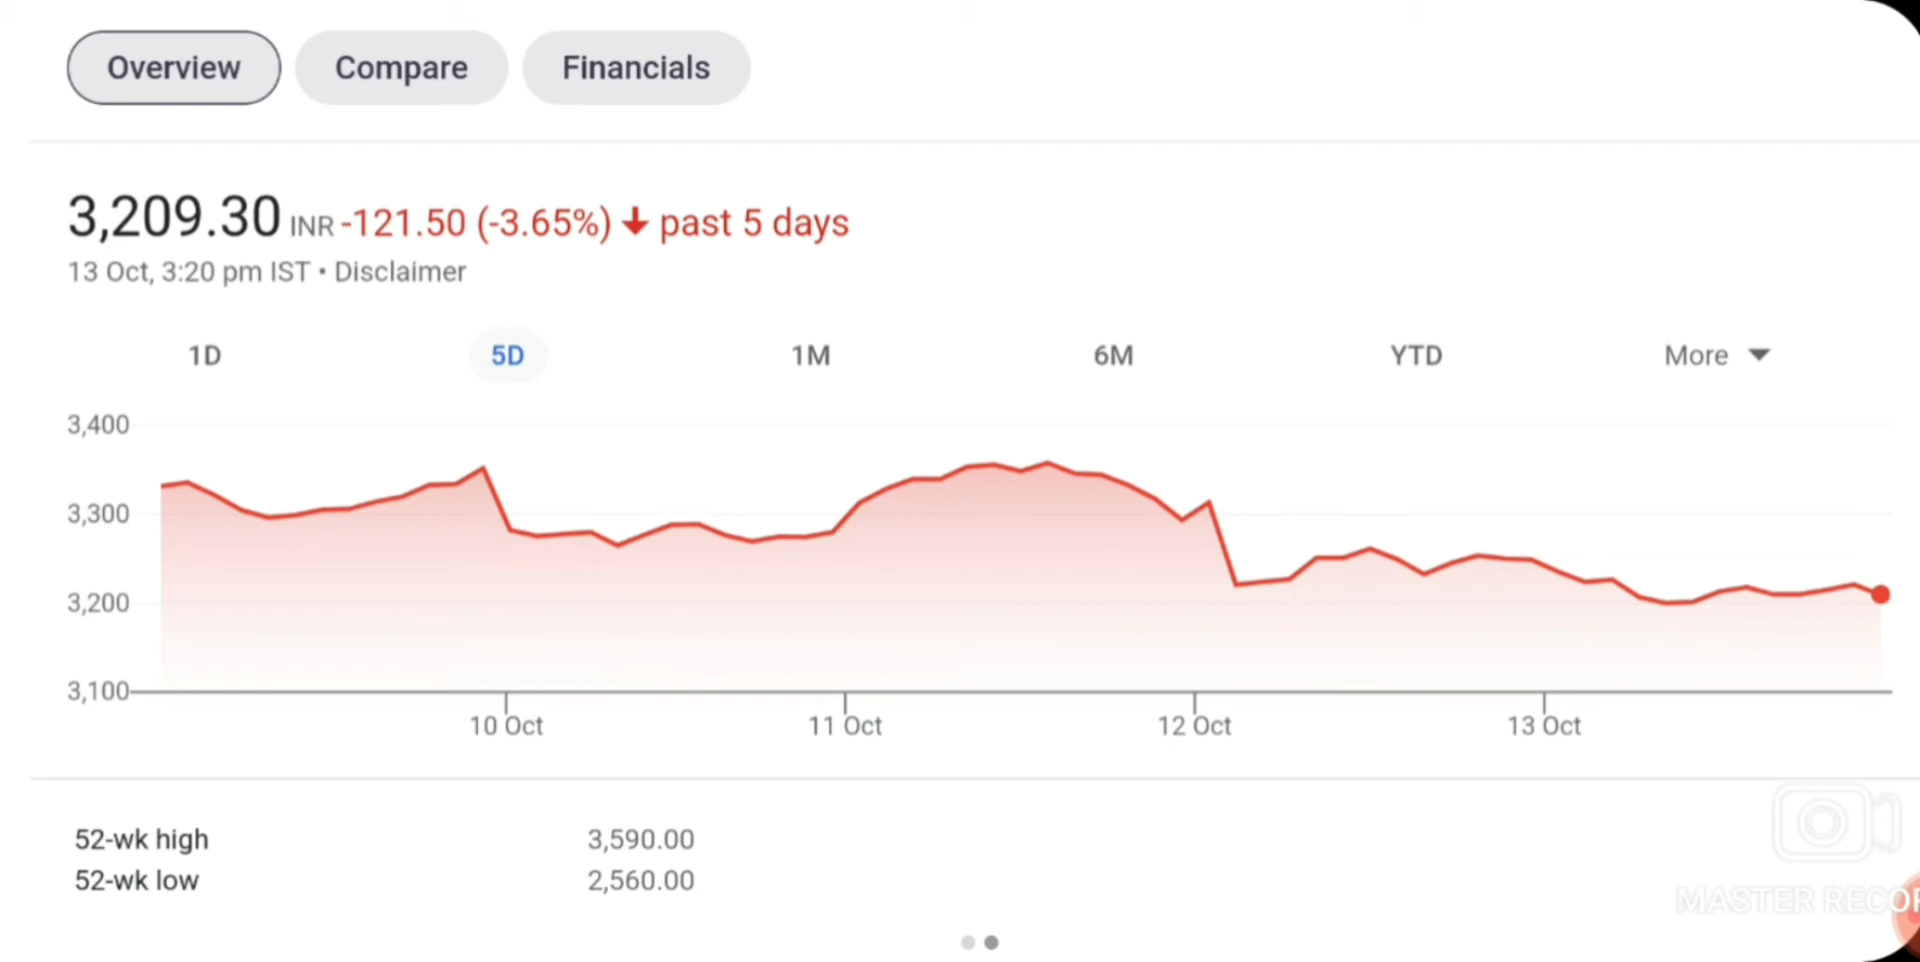 Overview Compare Financials
3,209.30 INR -121.50 (-3.65%) past 5 days
13 Oct, 3:20 pm IST • Disclaimer
1D 5D 1M 6M YTD More
3,400
3,300
3,200
3,100
10 Oct 11 Oct 12 Oct 13 Oct
52-wk high 3,590.00
52-wk low 2,560.00
MASTER RECOR